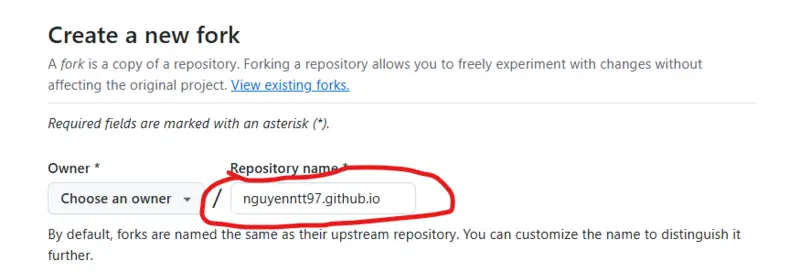 Create a new fork
A fork is a copy of a repository. Forking a repository allows you to freely experiment with changes without
affecting the original project. View existing forks.
Required fields are marked with an asterisk (*).
Owner * Repository name *
Choose an owner / nguyenntt97.github.io
By default, forks are named the same as their upstream repository. You can customize the name to distinguish it
further.